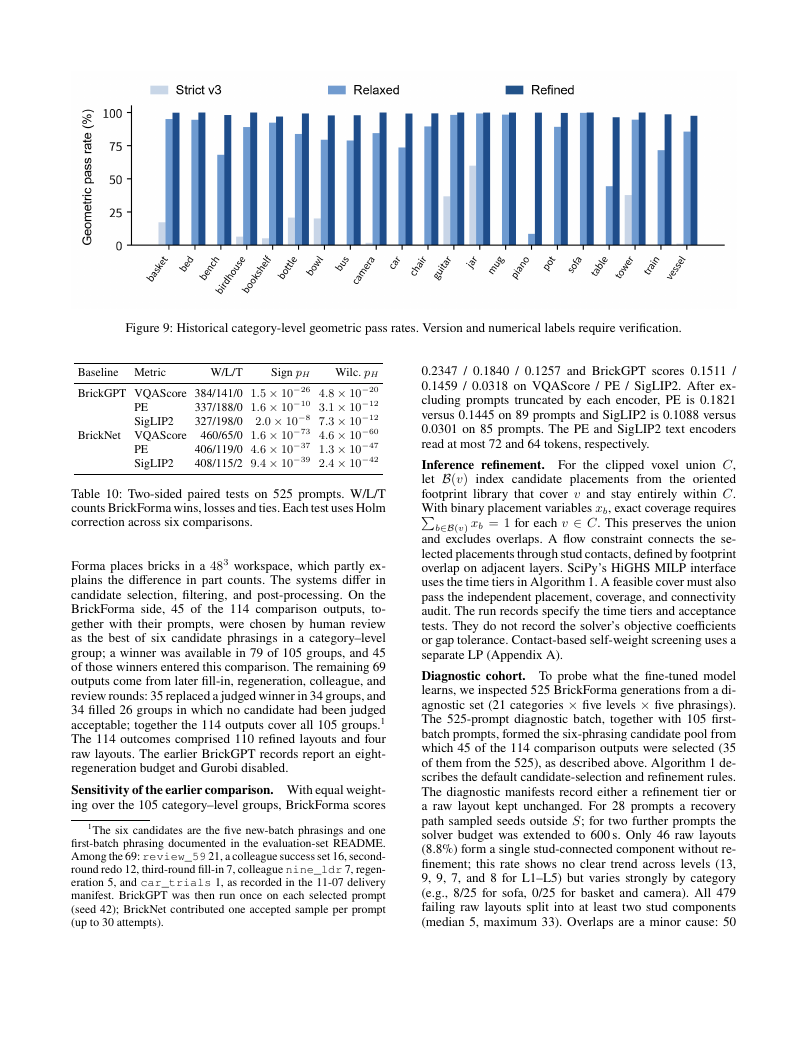 Strict v3 Relaxed Refined
Geometric pass rate (%)
100
75
50
25
0
basket bed bench birdhouse bookshelf bottle bowl bus camera car chair guitar jar mug piano pot sofa table tower train vessel
Figure 9: Historical category-level geometric pass rates. Version and numerical labels require verification.
Baseline Metric W/L/T Sign p_H Wilc. p_H
BrickGPT VQAScore 384/141/0 1.5 × 10^−26 4.8 × 10^−20
PE 337/188/0 1.6 × 10^−10 3.1 × 10^−12
SigLIP2 327/198/0 2.0 × 10^−8 7.3 × 10^−12
BrickNet VQAScore 460/65/0 1.6 × 10^−73 4.6 × 10^−60
PE 406/119/0 4.6 × 10^−37 1.3 × 10^−47
SigLIP2 408/115/2 9.4 × 10^−39 2.4 × 10^−42
Table 10: Two-sided paired tests on 525 prompts. W/L/T
counts BrickForma wins, losses and ties. Each test uses Holm
correction across six comparisons.
Forma places bricks in a 48³ workspace, which partly ex-
plains the difference in part counts. The systems differ in
candidate selection, filtering, and post-processing. On the
BrickForma side, 45 of the 114 comparison outputs, to-
gether with their prompts, were chosen by human review
as the best of six candidate phrasings in a category–level
group; a winner was available in 79 of 105 groups, and 45
of those winners entered this comparison. The remaining 69
outputs come from later fill-in, regeneration, colleague, and
review rounds: 35 replaced a judged winner in 34 groups, and
34 filled 26 groups in which no candidate had been judged
acceptable; together the 114 outputs cover all 105 groups.¹
The 114 outcomes comprised 110 refined layouts and four
raw layouts. The earlier BrickGPT records report an eight-
regeneration budget and Gurobi disabled.
Sensitivity of the earlier comparison. With equal weight-
ing over the 105 category–level groups, BrickForma scores
¹The six candidates are the five new-batch phrasings and one
first-batch phrasing documented in the evaluation-set README.
Among the 69: review_59 21, a colleague success set 16, second-
round redo 12, third-round fill-in 7, colleague nine_ldr 7, regen-
eration 5, and car_trials 1, as recorded in the 11-07 delivery
manifest. BrickGPT was then run once on each selected prompt
(seed 42); BrickNet contributed one accepted sample per prompt
(up to 30 attempts).
0.2347 / 0.1840 / 0.1257 and BrickGPT scores 0.1511 /
0.1459 / 0.0318 on VQAScore / PE / SigLIP2. After ex-
cluding prompts truncated by each encoder, PE is 0.1821
versus 0.1445 on 89 prompts and SigLIP2 is 0.1088 versus
0.0301 on 85 prompts. The PE and SigLIP2 text encoders
read at most 72 and 64 tokens, respectively.
Inference refinement. For the clipped voxel union C,
let B(v) index candidate placements from the oriented
footprint library that cover v and stay entirely within C.
With binary placement variables x_b, exact coverage requires
∑_{b∈B(v)} x_b = 1 for each v ∈ C. This preserves the union
and excludes overlaps. A flow constraint connects the se-
lected placements through stud contacts, defined by footprint
overlap on adjacent layers. SciPy's HiGHS MILP interface
uses the time tiers in Algorithm 1. A feasible cover must also
pass the independent placement, coverage, and connectivity
audit. The run records specify the time tiers and acceptance
tests. They do not record the solver's objective coefficients
or gap tolerance. Contact-based self-weight screening uses a
separate LP (Appendix A).
Diagnostic cohort. To probe what the fine-tuned model
learns, we inspected 525 BrickForma generations from a di-
agnostic set (21 categories × five levels × five phrasings).
The 525-prompt diagnostic batch, together with 105 first-
batch prompts, formed the six-phrasing candidate pool from
which 45 of the 114 comparison outputs were selected (35
of them from the 525), as described above. Algorithm 1 de-
scribes the default candidate-selection and refinement rules.
The diagnostic manifests record either a refinement tier or
a raw layout kept unchanged. For 28 prompts a recovery
path sampled seeds outside S; for two further prompts the
solver budget was extended to 600 s. Only 46 raw layouts
(8.8%) form a single stud-connected component without re-
finement; this rate shows no clear trend across levels (13,
9, 9, 7, and 8 for L1–L5) but varies strongly by category
(e.g., 8/25 for sofa, 0/25 for basket and camera). All 479
failing raw layouts split into at least two stud components
(median 5, maximum 33). Overlaps are a minor cause: 50